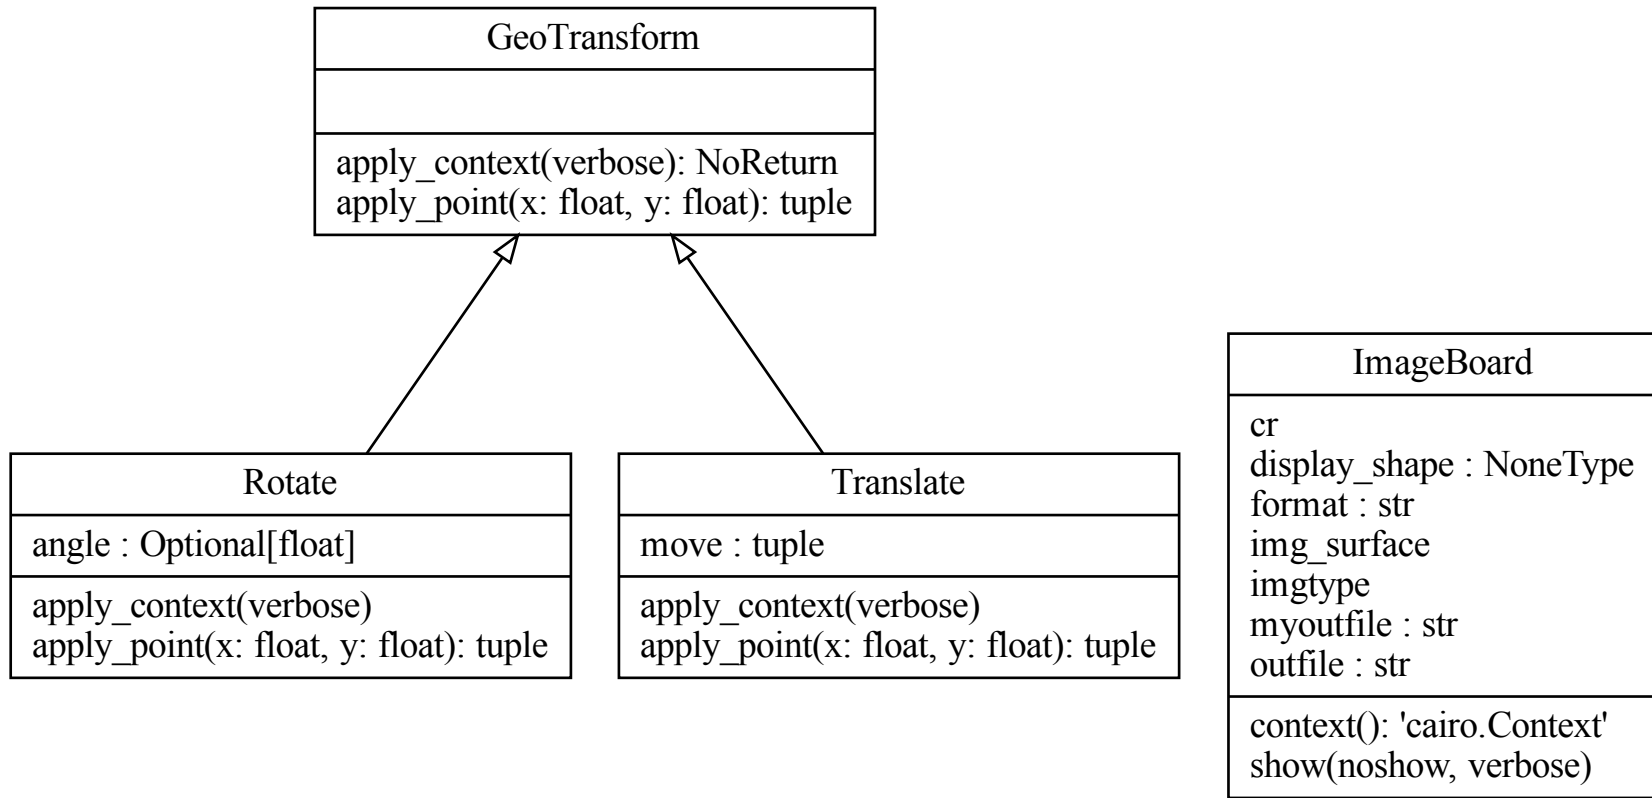 GeoTransform
apply_context(verbose): NoReturn
apply_point(x: float, y: float): tuple
Rotate
angle : Optional[float]
apply_context(verbose)
apply_point(x: float, y: float): tuple
Translate
move : tuple
apply_context(verbose)
apply_point(x: float, y: float): tuple
ImageBoard
cr
display_shape : NoneType
format : str
img_surface
imgtype
myoutfile : str
outfile : str
context(): 'cairo.Context'
show(noshow, verbose)